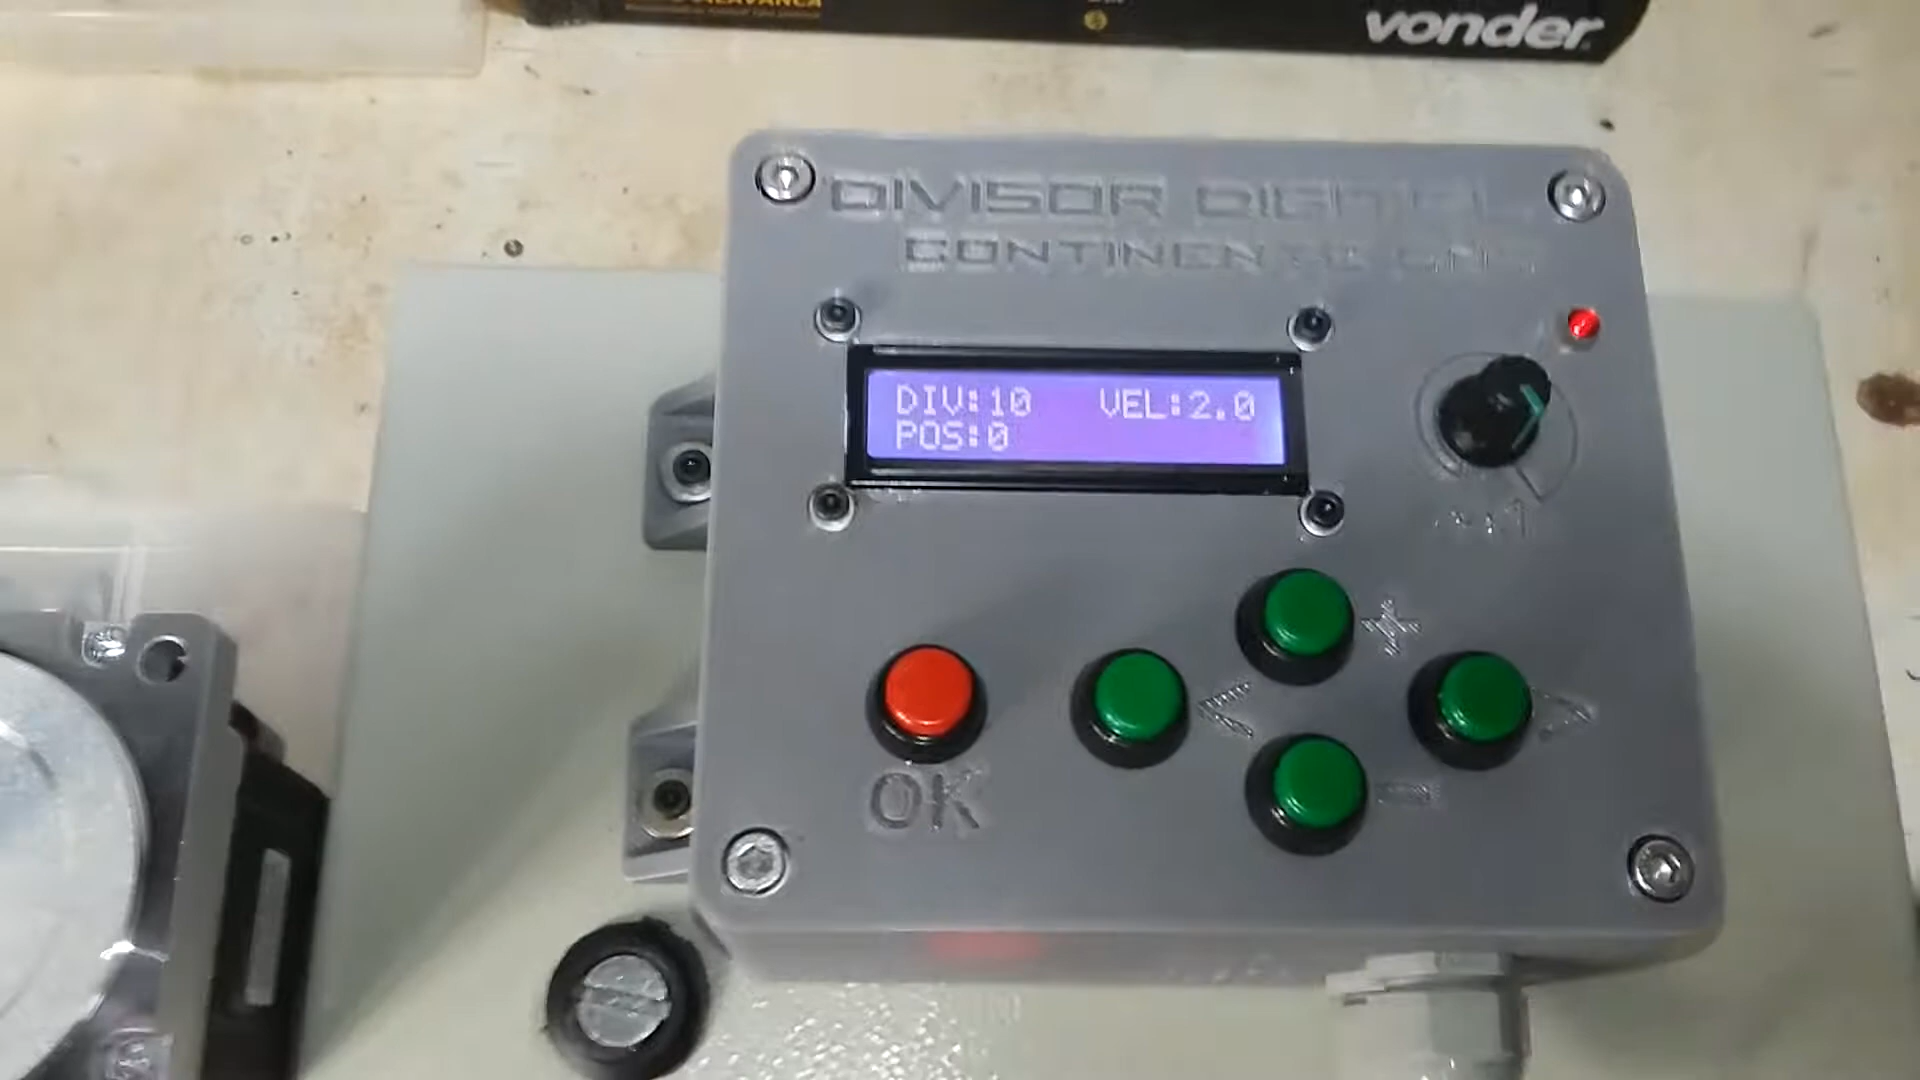 vonder
DIVISOR DIGITAL
DIV:10 VEL:2.0
POS:0
+
<
>
-
OK